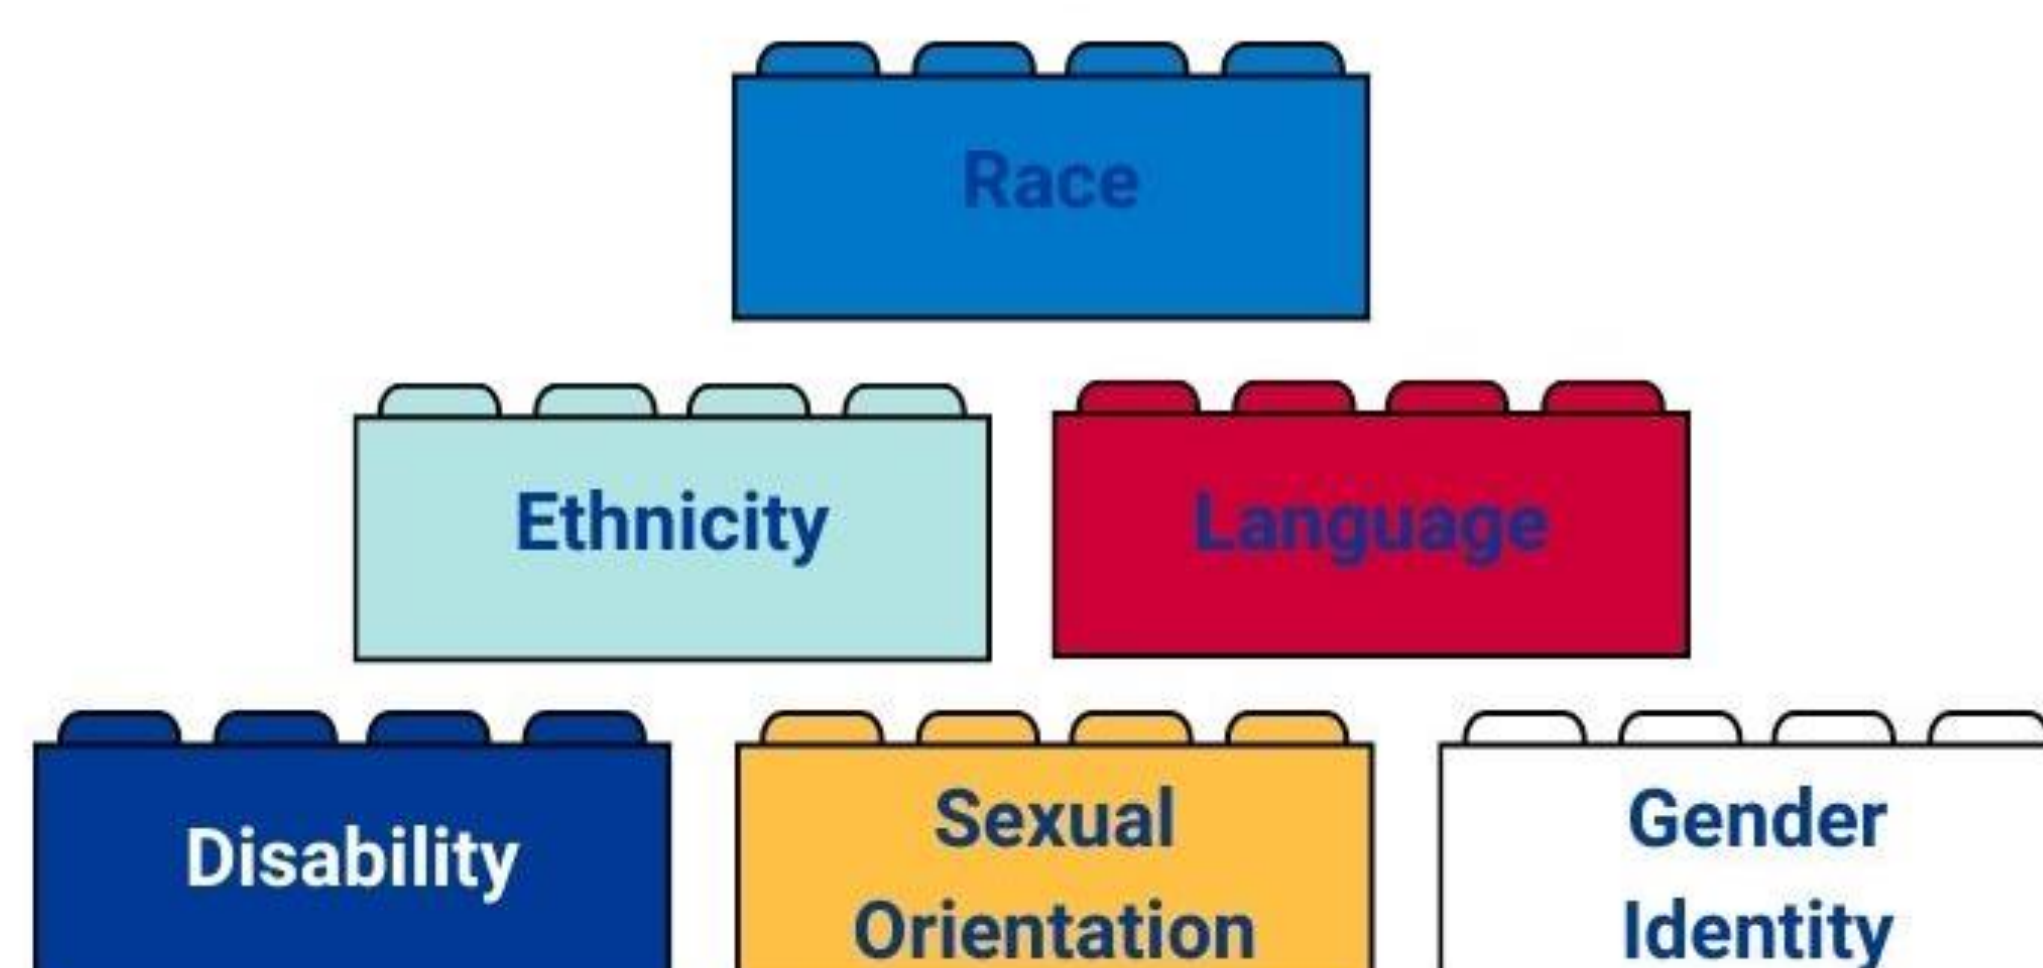 Race
Ethnicity
Language
Disability
Sexual
Orientation
Gender
Identity